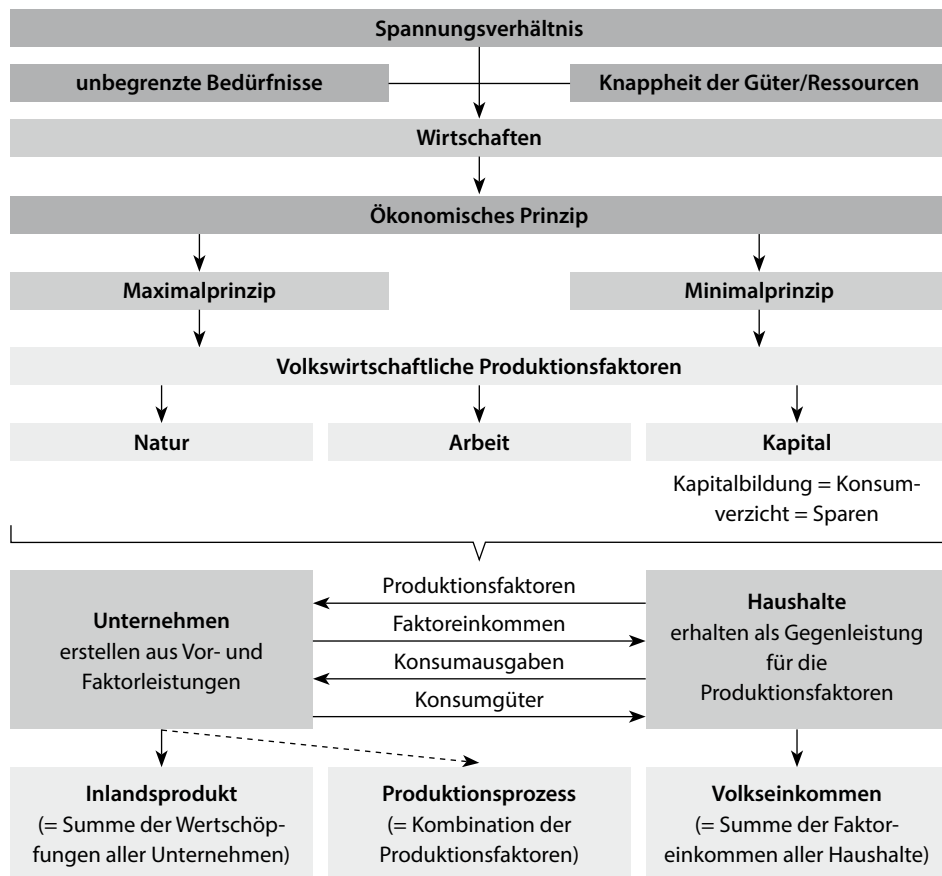 Spannungsverhältnis
unbegrenzte Bedürfnisse
Knappheit der Güter/Ressourcen
Wirtschaften
Ökonomisches Prinzip
Maximalprinzip
Minimalprinzip
Volkswirtschaftliche Produktionsfaktoren
Natur
Arbeit
Kapital
Kapitalbildung = Konsum-
verzicht = Sparen
Unternehmen
erstellen aus Vor- und
Faktorleistungen
Produktionsfaktoren
Faktoreinkommen
Konsumausgaben
Konsumgüter
Haushalte
erhalten als Gegenleistung
für die
Produktionsfaktoren
Inlandsprodukt
(= Summe der Wertschöp-
fungen aller Unternehmen)
Produktionsprozess
(= Kombination der
Produktionsfaktoren)
Volkseinkommen
(= Summe der Faktor-
einkommen aller Haushalte)